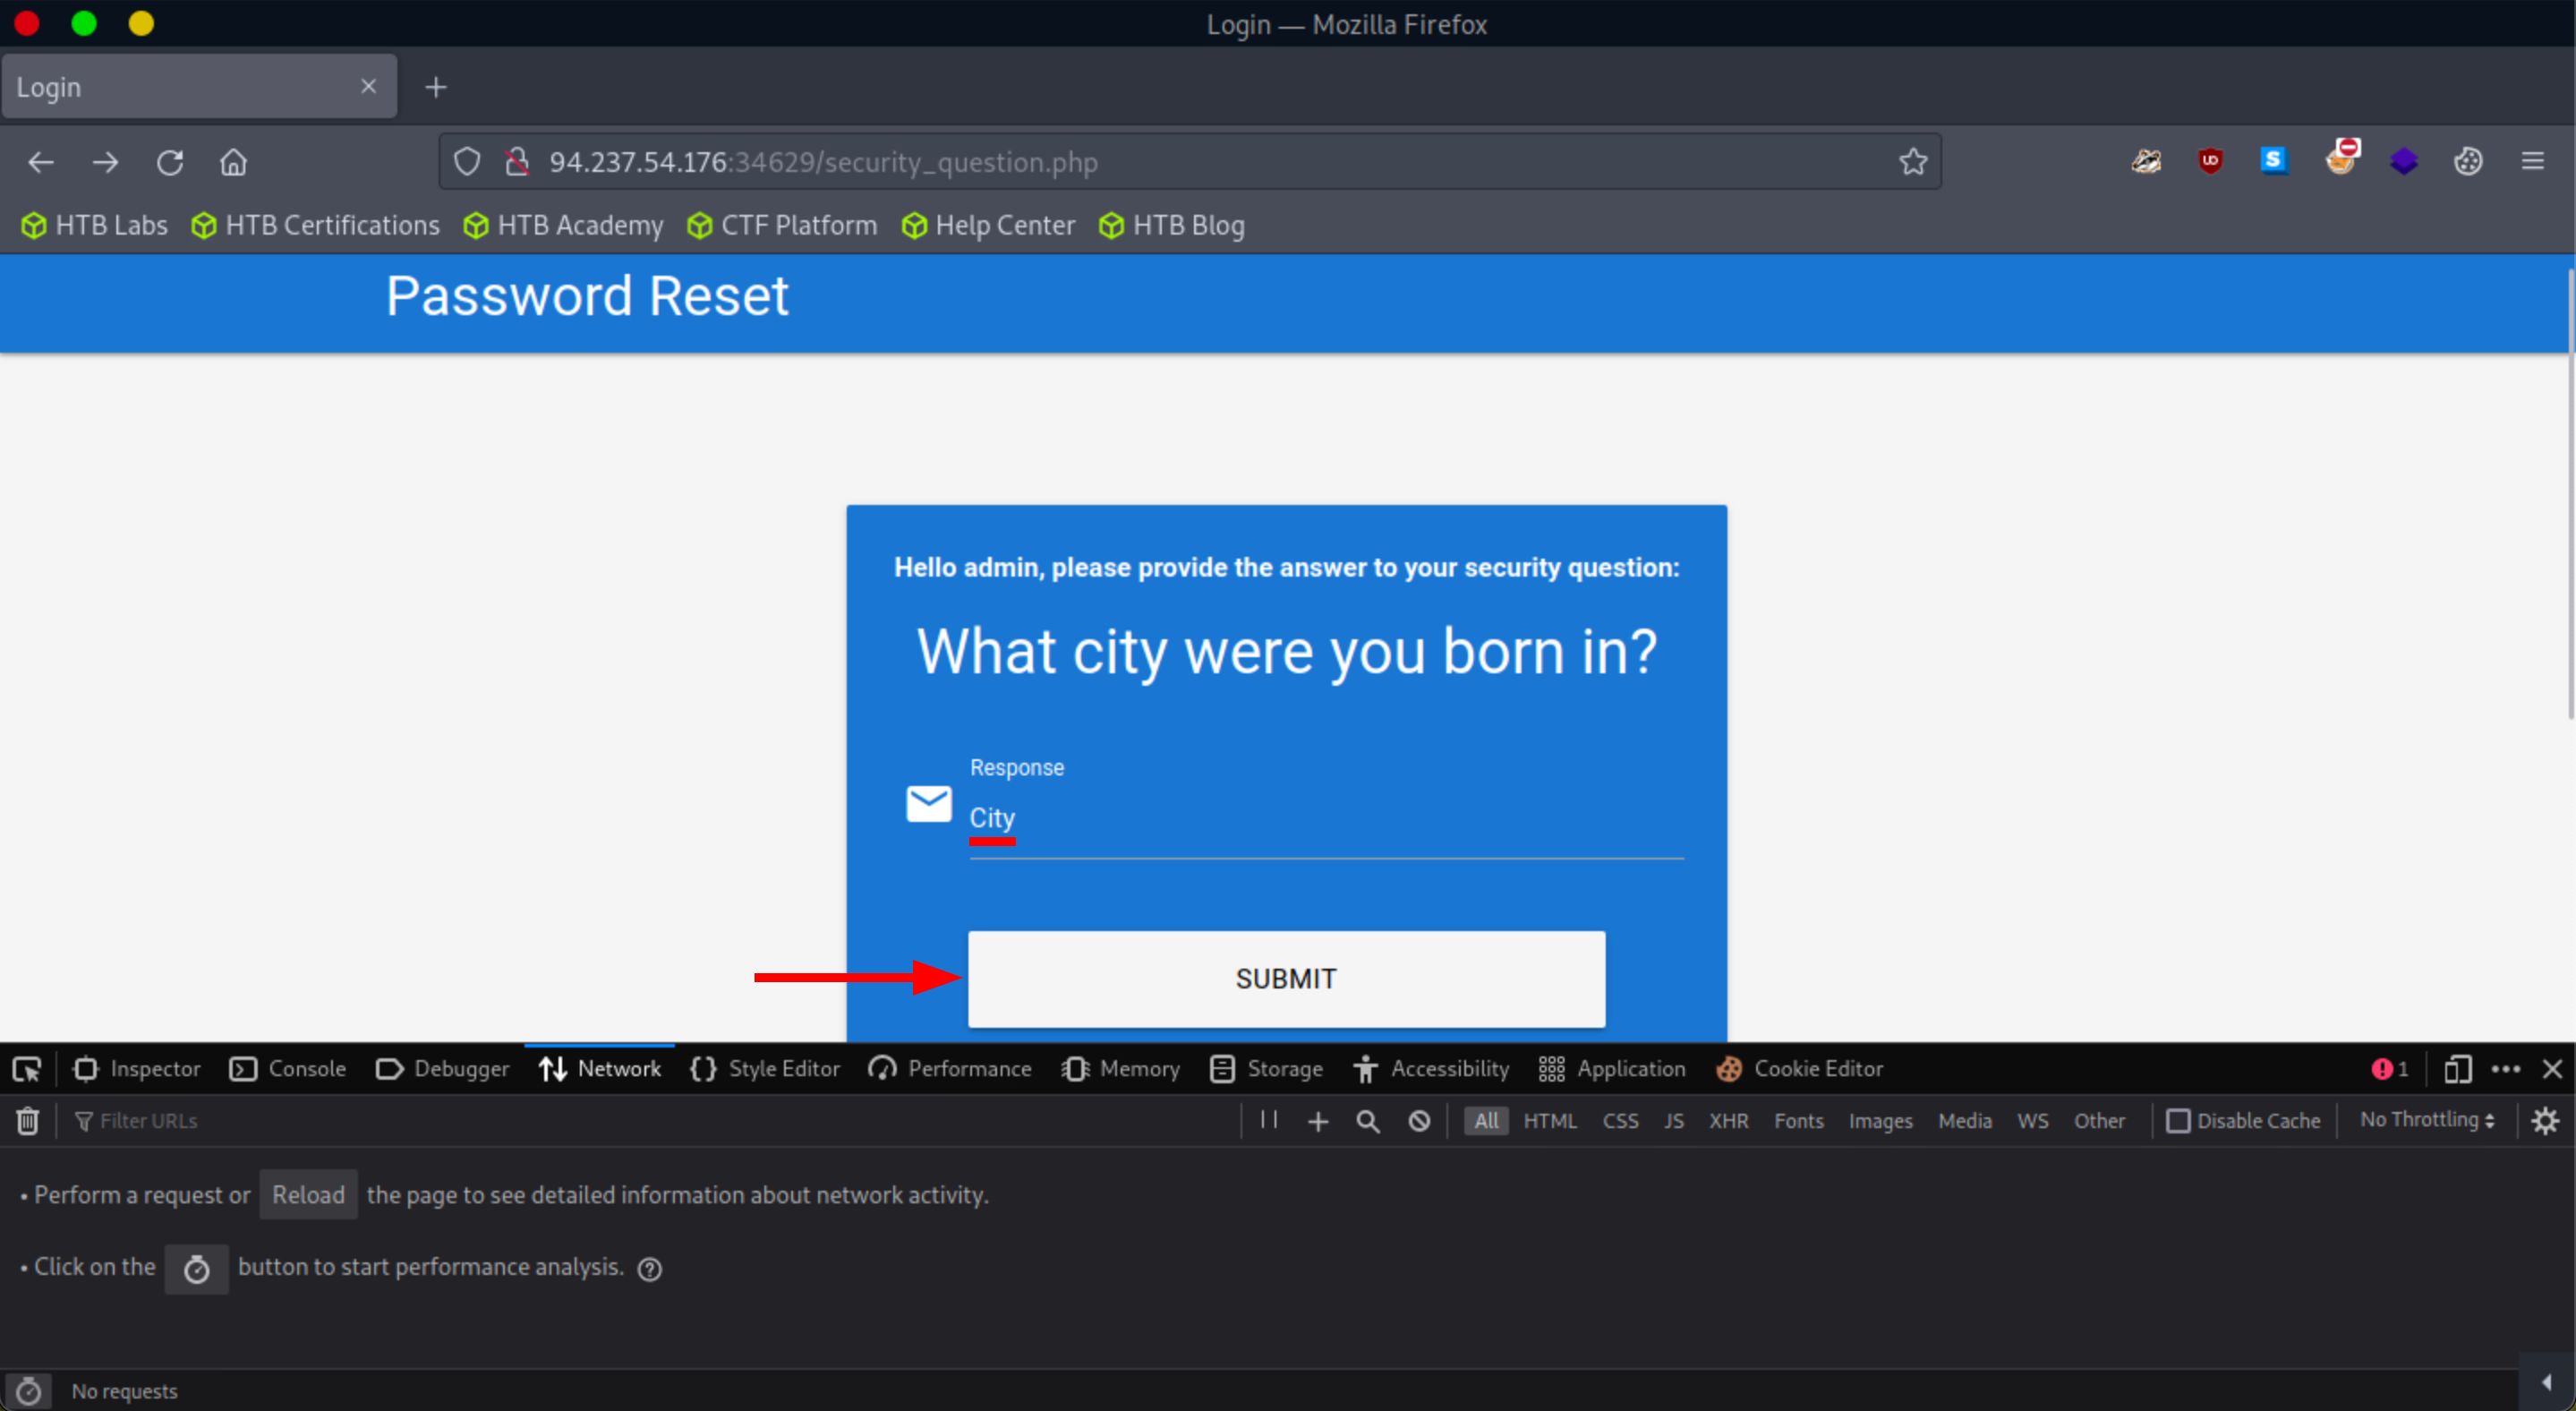 Login — Mozilla Firefox
Login
94.237.54.176:34629/security_question.php
HTB Labs HTB Certifications HTB Academy CTF Platform Help Center HTB Blog
Password Reset
Hello admin, please provide the answer to your security question:
What city were you born in?
Response
City
SUBMIT
Inspector Console Debugger Network Style Editor Performance Memory Storage Accessibility Application Cookie Editor 1
Filter URLs All HTML CSS JS XHR Fonts Images Media WS Other Disable Cache No Throttling
• Perform a request or Reload the page to see detailed information about network activity.
• Click on the button to start performance analysis.
No requests